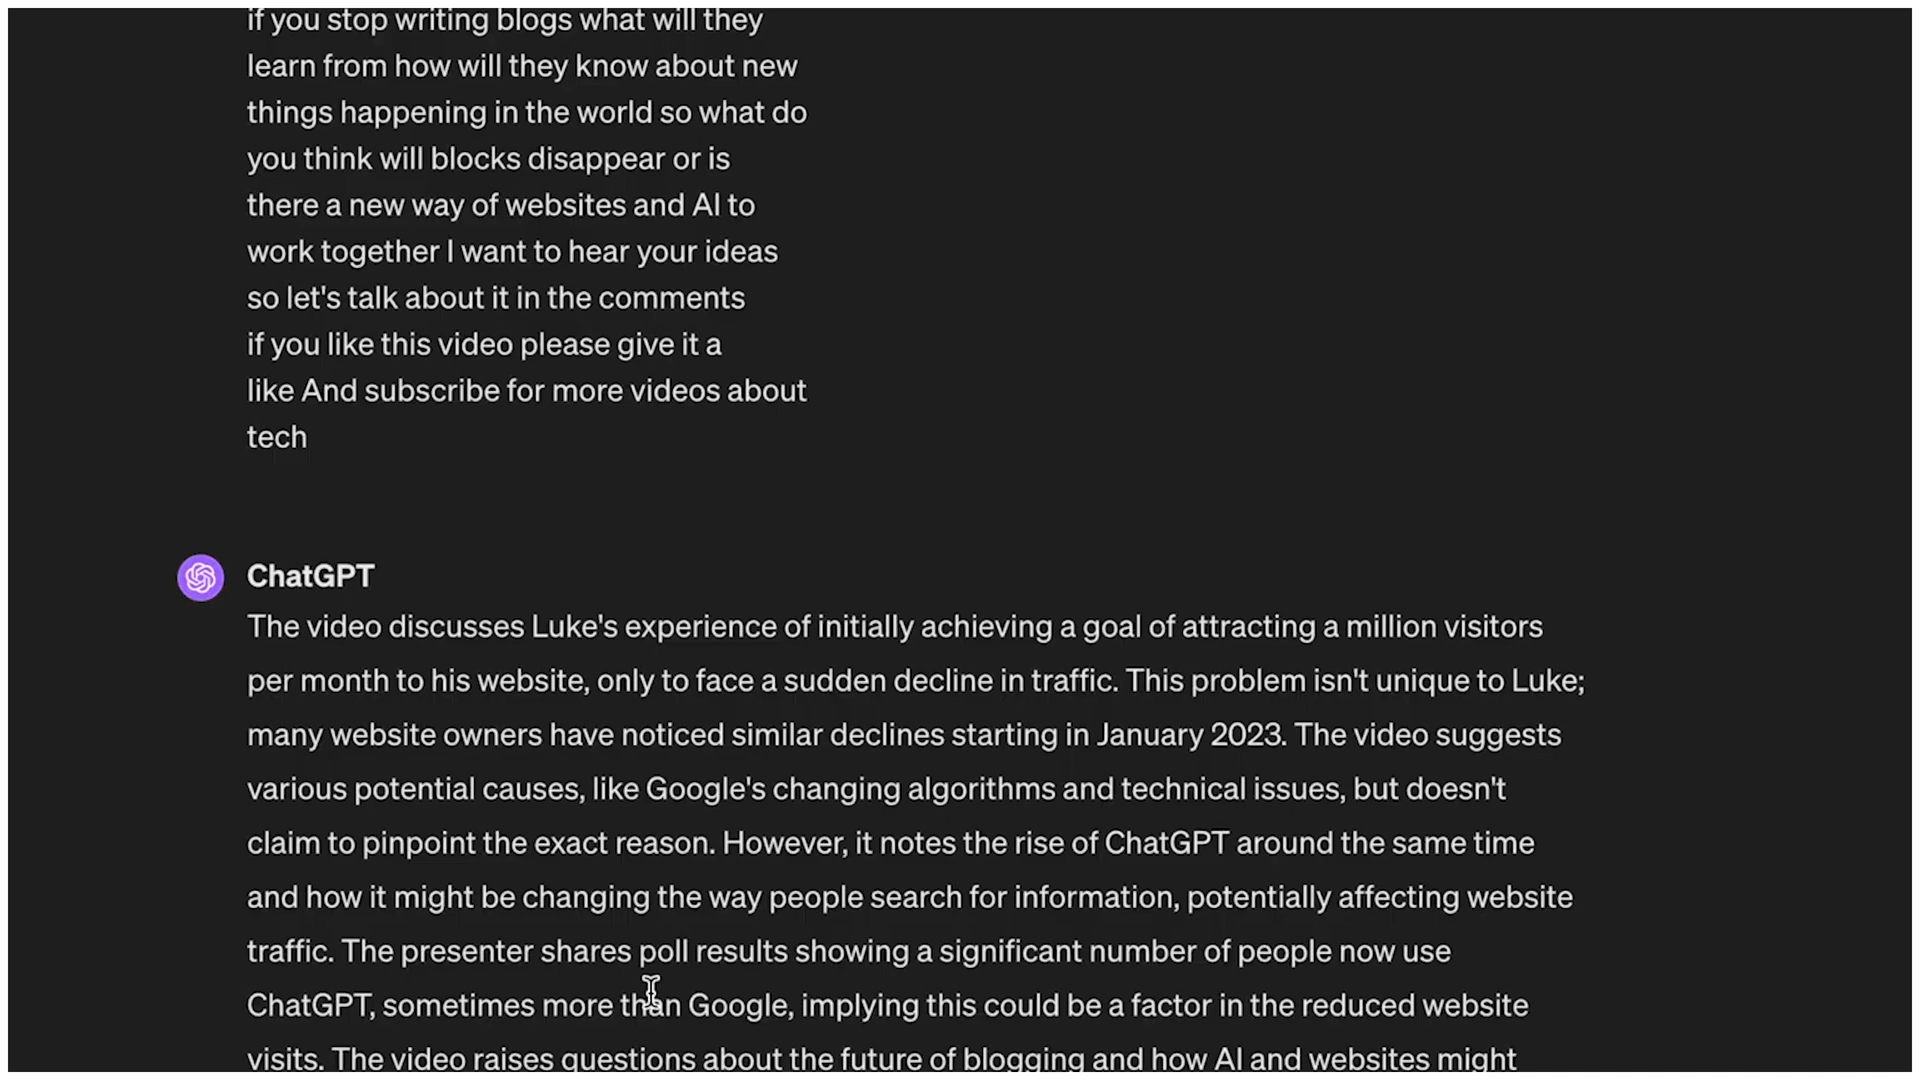 if you stop writing blogs what will they
learn from how will they know about new
things happening in the world so what do
you think will blocks disappear or is
there a new way of websites and AI to
work together I want to hear your ideas
so let's talk about it in the comments
if you like this video please give it a
like And subscribe for more videos about
tech
ChatGPT
The video discusses Luke's experience of initially achieving a goal of attracting a million visitors
per month to his website, only to face a sudden decline in traffic. This problem isn't unique to Luke;
many website owners have noticed similar declines starting in January 2023. The video suggests
various potential causes, like Google's changing algorithms and technical issues, but doesn't
claim to pinpoint the exact reason. However, it notes the rise of ChatGPT around the same time
and how it might be changing the way people search for information, potentially affecting website
traffic. The presenter shares poll results showing a significant number of people now use
ChatGPT, sometimes more than Google, implying this could be a factor in the reduced website
visits. The video raises questions about the future of blogging and how AI and websites might